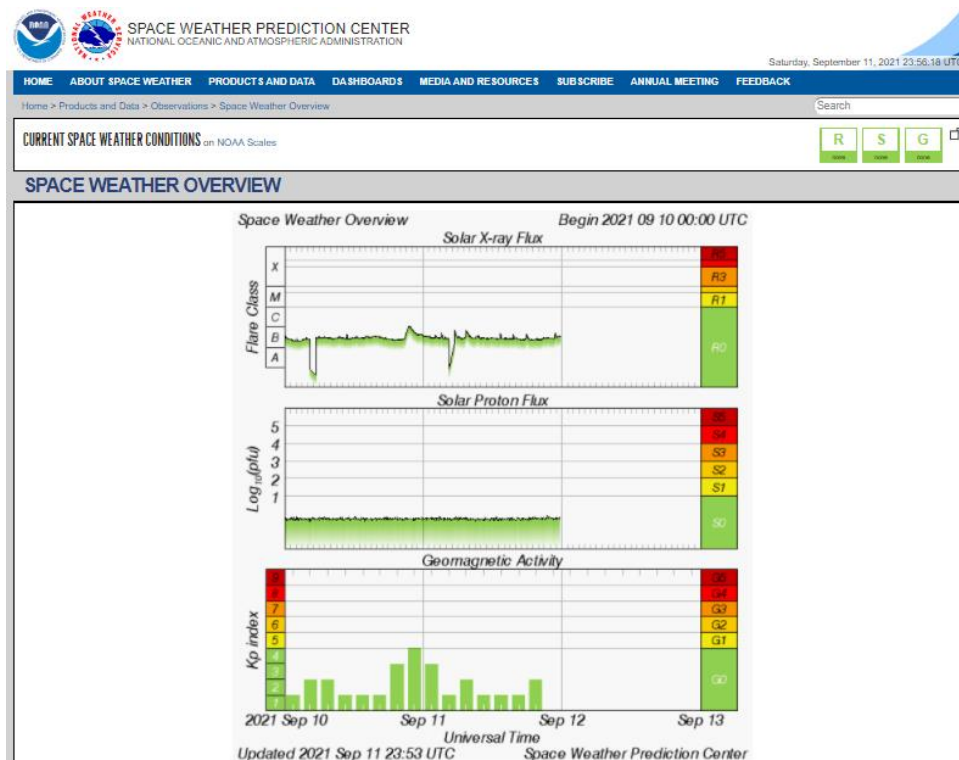 SPACE WEATHER PREDICTION CENTER
NATIONAL OCEANIC AND ATMOSPHERIC ADMINISTRATION
Saturday, September 11, 2021 23:56:18 UTC
HOME ABOUT SPACE WEATHER PRODUCTS AND DATA DASHBOARDS MEDIA AND RESOURCES SUBSCRIBE ANNUAL MEETING FEEDBACK
Home > Products and Data > Observations > Space Weather Overview Search
CURRENT SPACE WEATHER CONDITIONS on NOAA Scales
R S G
none none none
SPACE WEATHER OVERVIEW
Space Weather Overview Begin 2021 09 10 00:00 UTC
Solar X-ray Flux
Flare Class
X
M
C
B
A
R5
R3
R1
R0
Solar Proton Flux
Log10(pfu)
5
4
3
2
1
S5
S4
S3
S2
S1
S0
Geomagnetic Activity
Kp index
9
8
7
6
5
4
3
2
1
G5
G4
G3
G2
G1
G0
2021 Sep 10 Sep 11 Sep 12 Sep 13
Universal Time
Updated 2021 Sep 11 23:53 UTC Space Weather Prediction Center